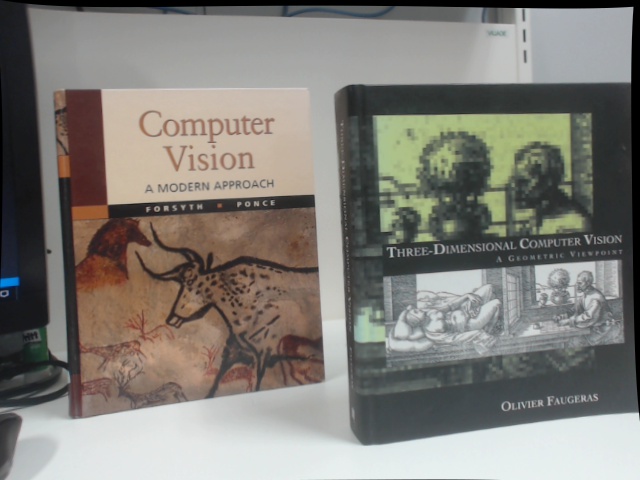 Computer
Vision
A MODERN APPROACH
FORSYTH ■ PONCE
THREE-DIMENSIONAL COMPUTER VISION
A GEOMETRIC VIEWPOINT
OLIVIER FAUGERAS